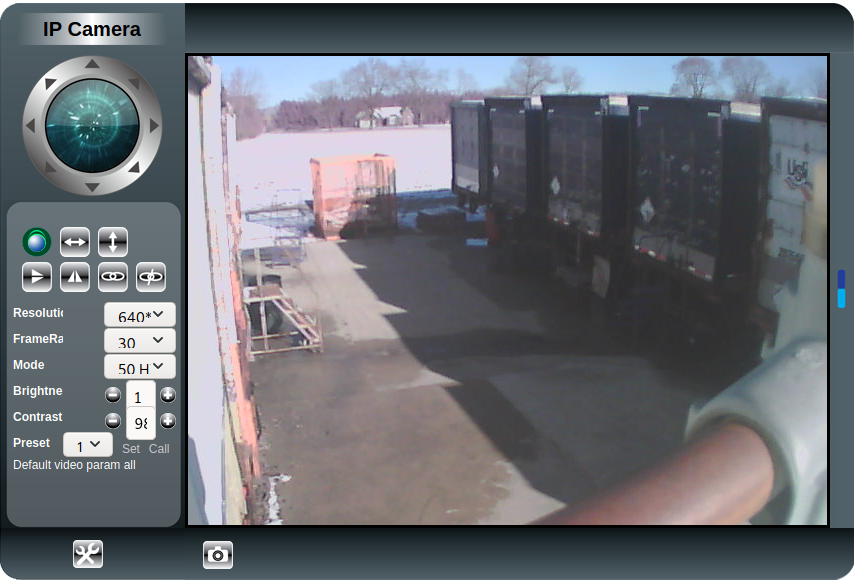 IP Camera
Resoluti
640*
FrameRa
30
Mode
50 H
Brightne
1
Contrast
98
Preset
1
Set Call
Default video param all